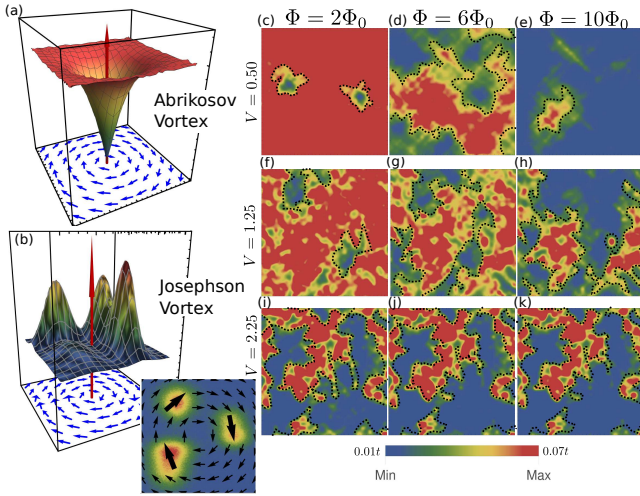 (a)
Abrikosov
Vortex
(b)
Josephson
Vortex
(c) Φ = 2Φ₀ (d) Φ = 6Φ₀ (e) Φ = 10Φ₀
V = 0.50
(f) (g) (h)
V = 1.25
(i) (j) (k)
V = 2.25
0.01t 0.07t
Min Max